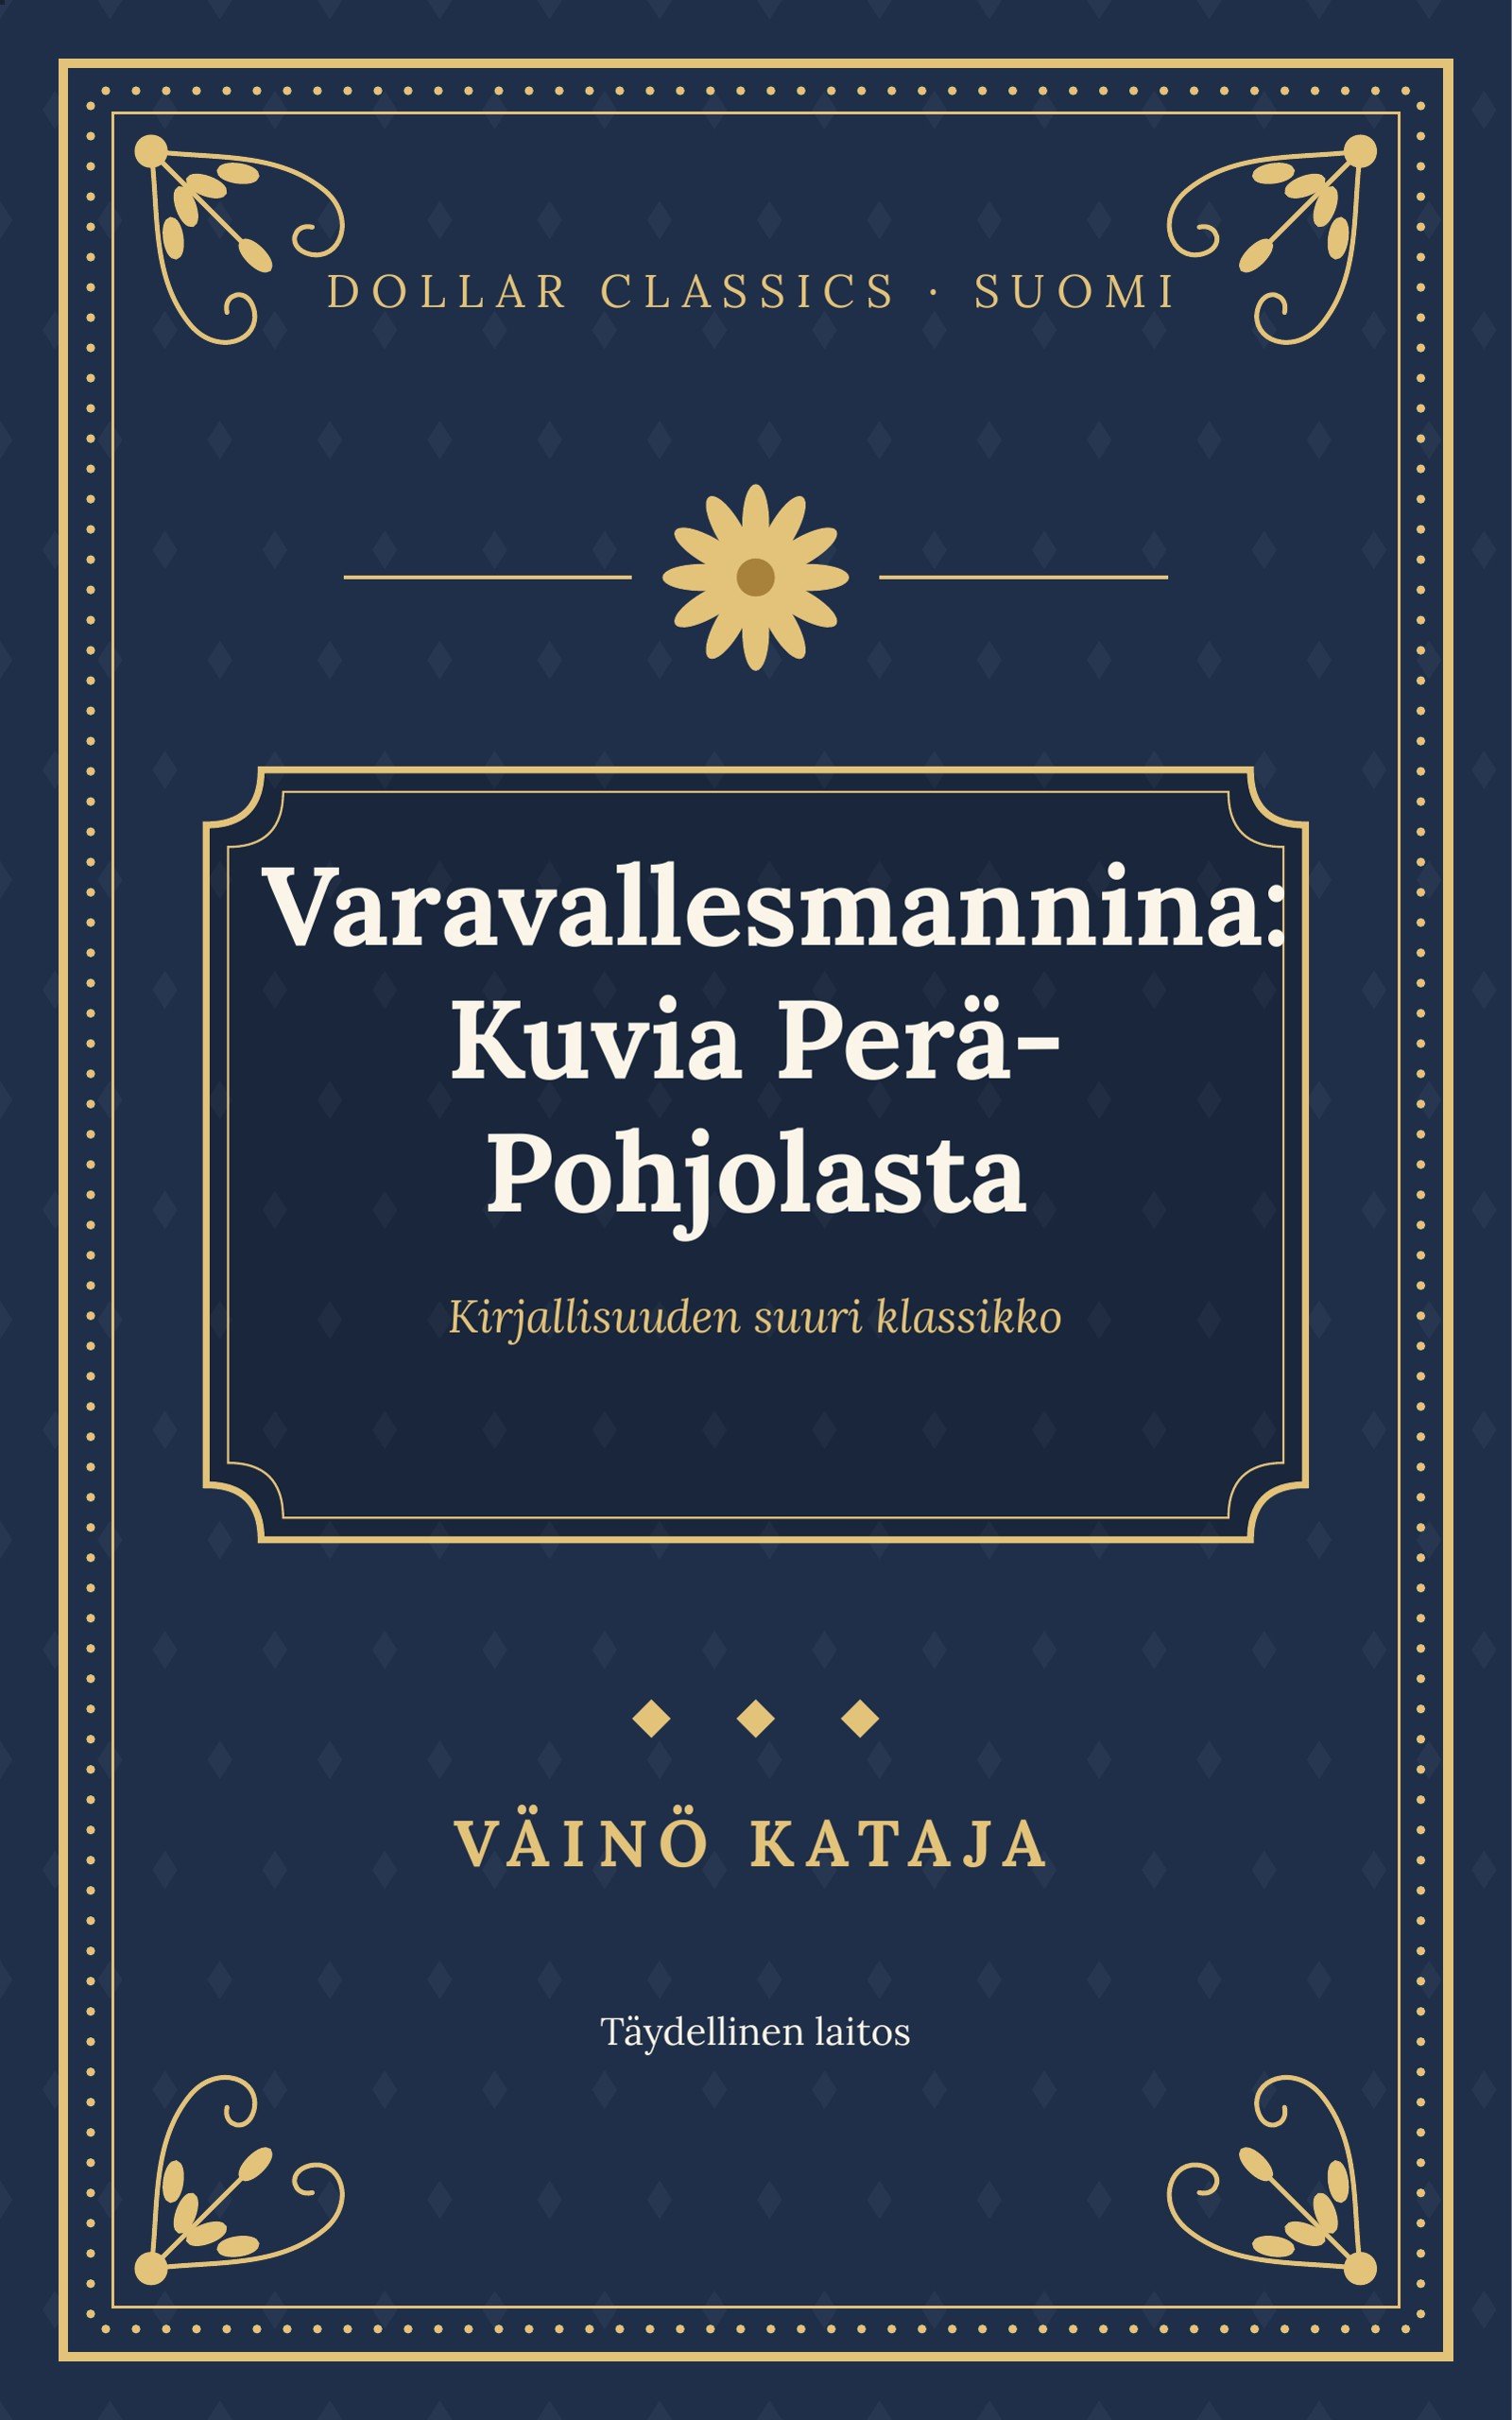 DOLLAR CLASSICS · SUOMI
Varavallesmannina:
Kuvia Perä-
Pohjolasta
Kirjallisuuden suuri klassikko
VÄINÖ KATAJA
Täydellinen laitos